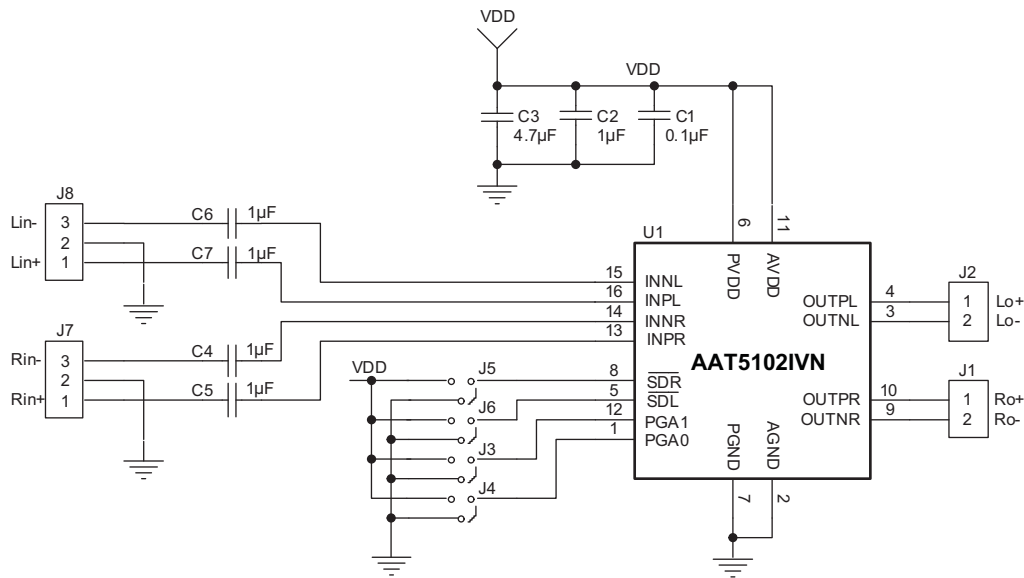 VDD
VDD
C3
4.7µF
C2
1µF
C1
0.1µF
J8
Lin-
3
2
Lin+
1
C6
1µF
C7
1µF
J7
Rin-
3
2
Rin+
1
C4
1µF
C5
1µF
VDD
J5
J6
J3
J4
U1
6
11
PVDD
AVDD
15
INNL
16
INPL
14
INNR
13
INPR
8
SDR
5
SDL
12
PGA1
1
PGA0
AAT5102IVN
OUTPL
4
OUTNL
3
OUTPR
10
OUTNR
9
PGND
AGND
7
2
J2
1
Lo+
2
Lo-
J1
1
Ro+
2
Ro-